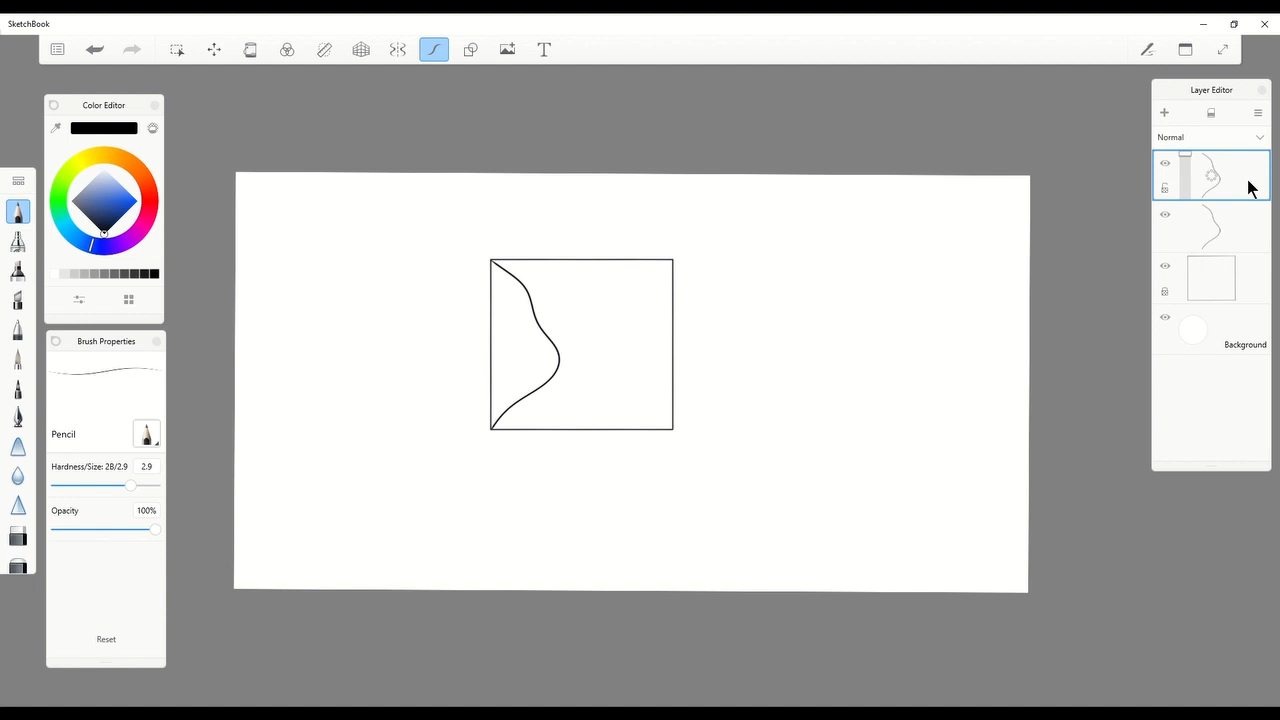 SketchBook
T
Color Editor
Layer Editor
Normal
Background
Brush Properties
Pencil
Hardness/Size: 2B/2.9 2.9
Opacity 100%
Reset